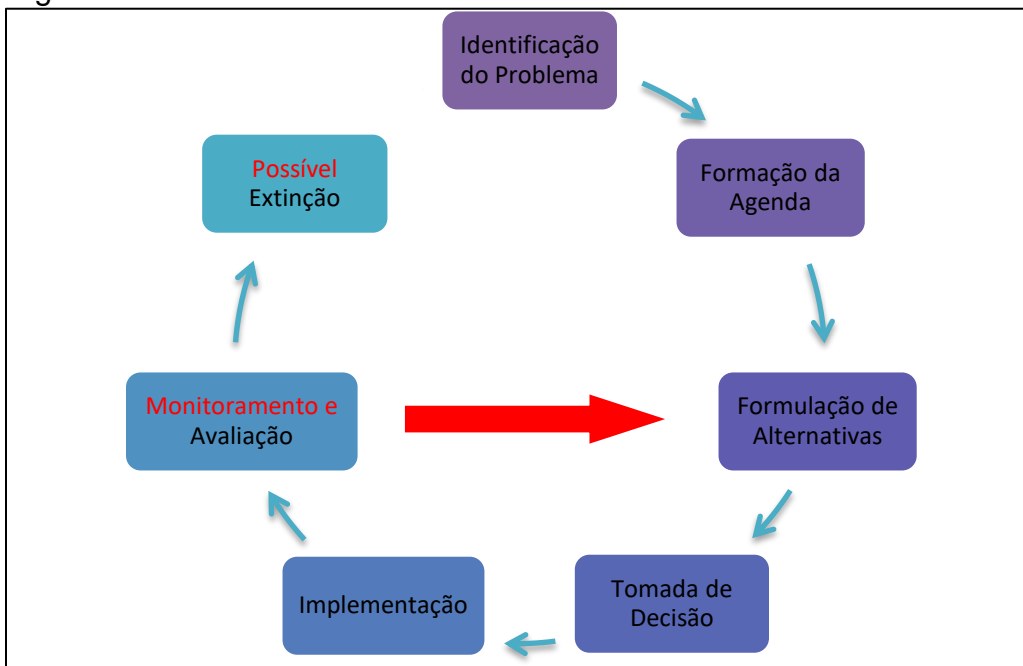 Identificação
do Problema
Formação da
Agenda
Formulação de
Alternativas
Tomada de
Decisão
Implementação
Monitoramento e
Avaliação
Possível
Extinção